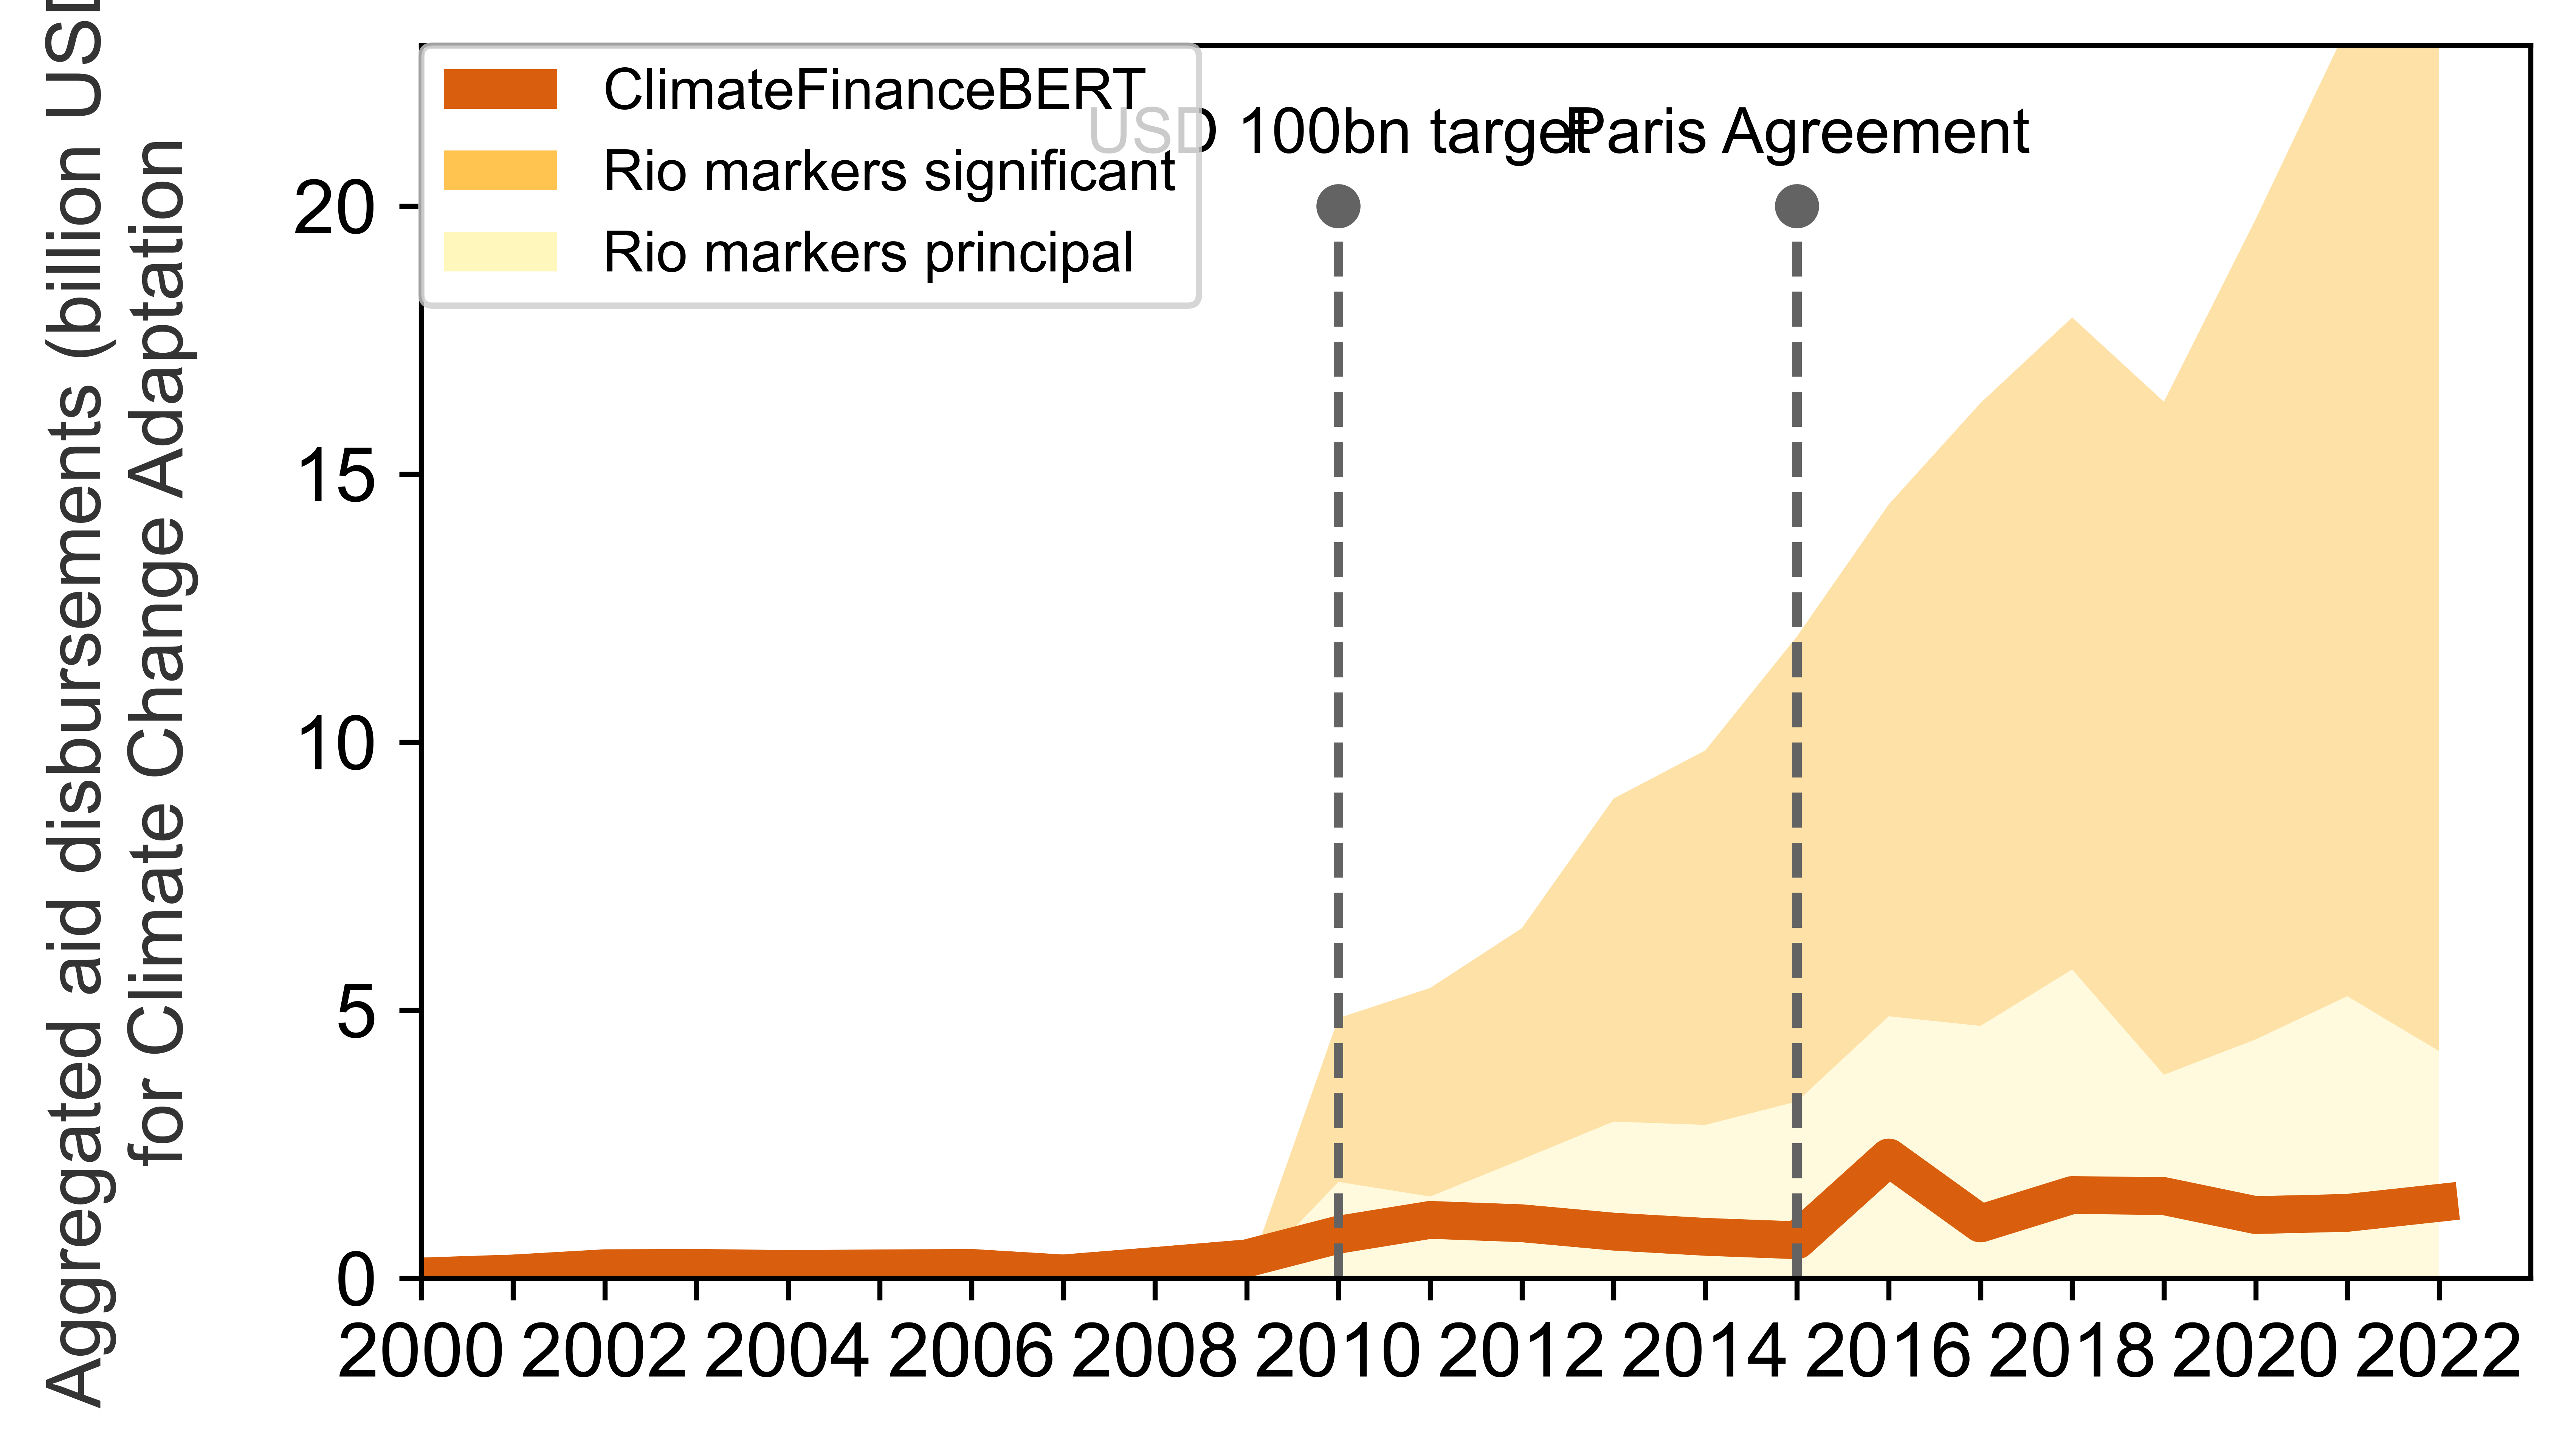 Aggregated aid disbursements (billion USD
for Climate Change Adaptation
ClimateFinanceBERT
Rio markers significant
Rio markers principal
USD 100bn target
Paris Agreement
20
15
10
5
0
2000 2002 2004 2006 2008 2010 2012 2014 2016 2018 2020 2022